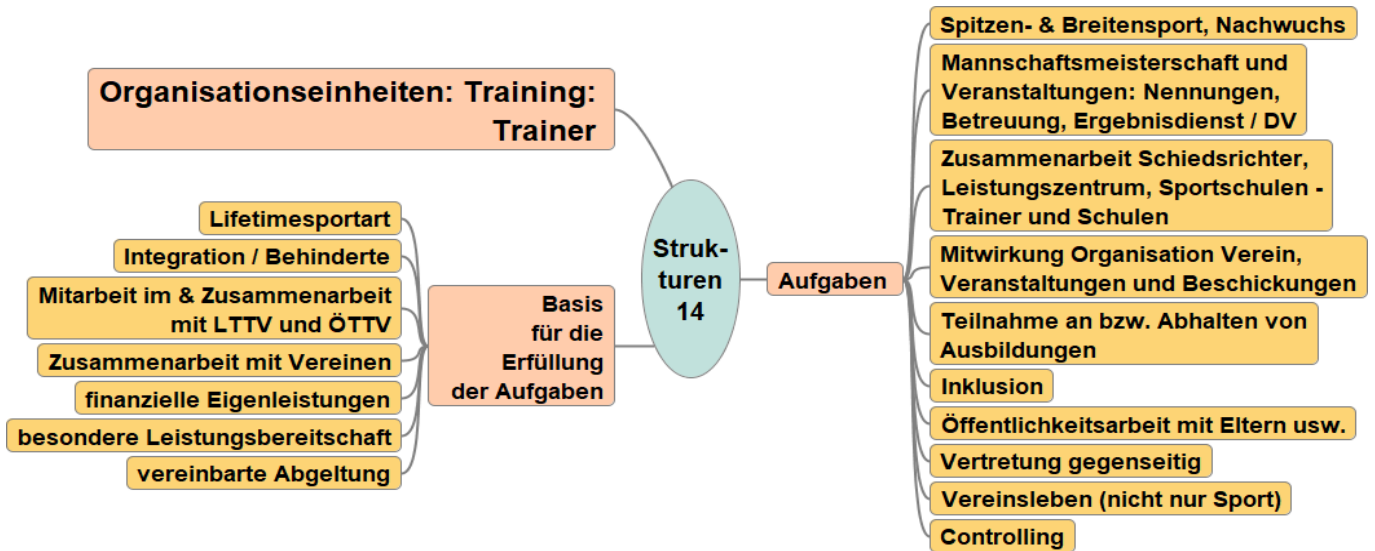 Organisationseinheiten: Training:
Trainer
Lifetimesportart
Integration / Behinderte
Mitarbeit im & Zusammenarbeit
mit LTTV und ÖTTV
Zusammenarbeit mit Vereinen
finanzielle Eigenleistungen
besondere Leistungsbereitschaft
vereinbarte Abgeltung
Basis
für die
Erfüllung
der Aufgaben
Struk-
turen
14
Aufgaben
Spitzen- & Breitensport, Nachwuchs
Mannschaftsmeisterschaft und
Veranstaltungen: Nennungen,
Betreuung, Ergebnisdienst / DV
Zusammenarbeit Schiedsrichter,
Leistungszentrum, Sportschulen -
Trainer und Schulen
Mitwirkung Organisation Verein,
Veranstaltungen und Beschickungen
Teilnahme an bzw. Abhalten von
Ausbildungen
Inklusion
Öffentlichkeitsarbeit mit Eltern usw.
Vertretung gegenseitig
Vereinsleben (nicht nur Sport)
Controlling